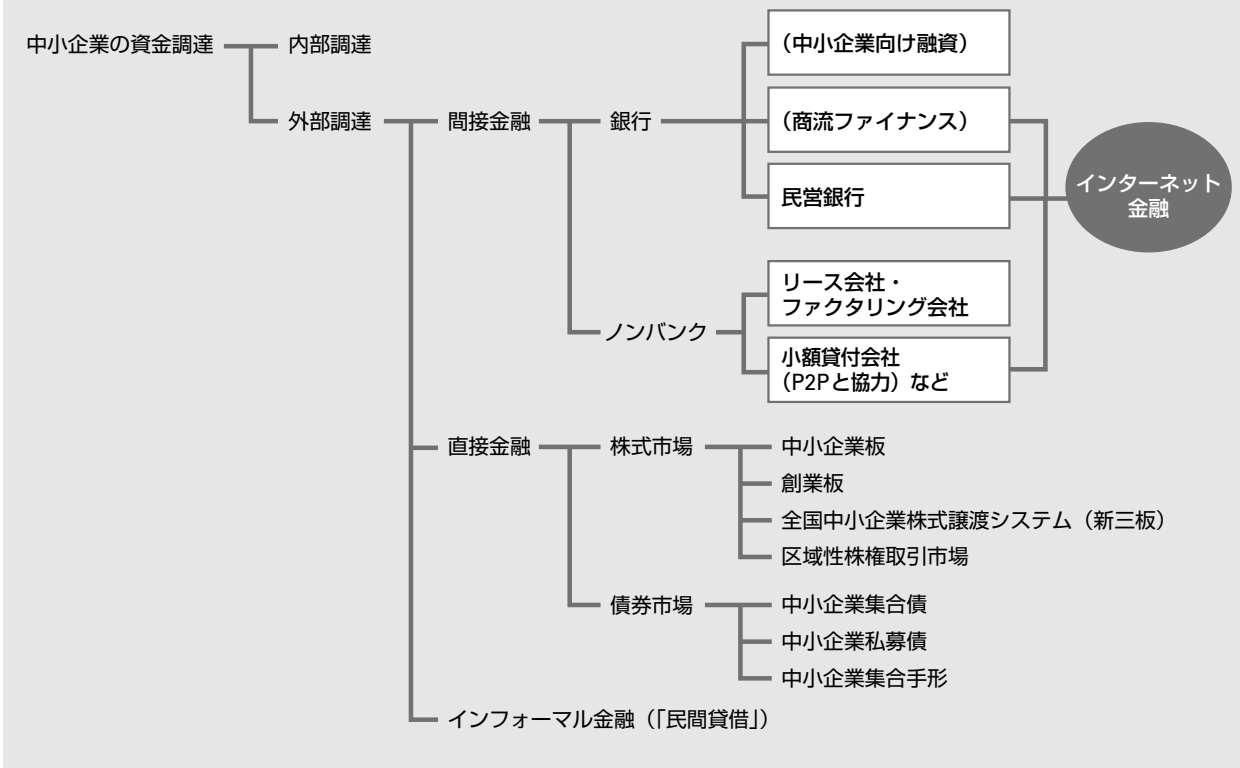 中小企業の資金調達
内部調達
外部調達
間接金融
銀行
（中小企業向け融資）
（商流ファイナンス）
民営銀行
インターネット
金融
ノンバンク
リース会社・
ファクタリング会社
小額貸付会社
（P2Pと協力）など
直接金融
株式市場
中小企業板
創業板
全国中小企業株式譲渡システム（新三板）
区域性株権取引市場
債券市場
中小企業集合債
中小企業私募債
中小企業集合手形
インフォーマル金融（「民間貸借」）